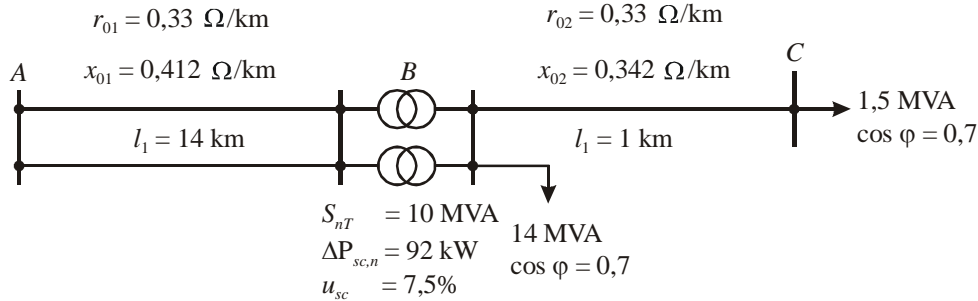 r01 = 0,33 Ω/km
x01 = 0,412 Ω/km
A
l1 = 14 km
B
r02 = 0,33 Ω/km
x02 = 0,342 Ω/km
C
l1 = 1 km
1,5 MVA
cos φ = 0,7
SnT = 10 MVA
ΔPsc,n = 92 kW
usc = 7,5%
14 MVA
cos φ = 0,7